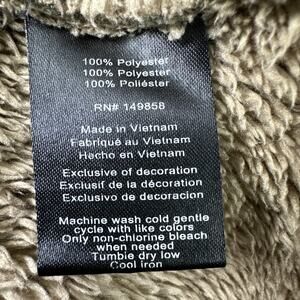 100% Polyester
100% Polyester
100% Poliéster
RN# 149858
Made in Vietnam
Fabriqué au Vietnam
Hecho en Vietnam
Exclusive of decoration
Exclusif de la décoration
Exclusivo de decoracion
Machine wash cold gentle
cycle with like colors
Only non-chlorine bleach
when needed
Tumble dry low
Cool iron